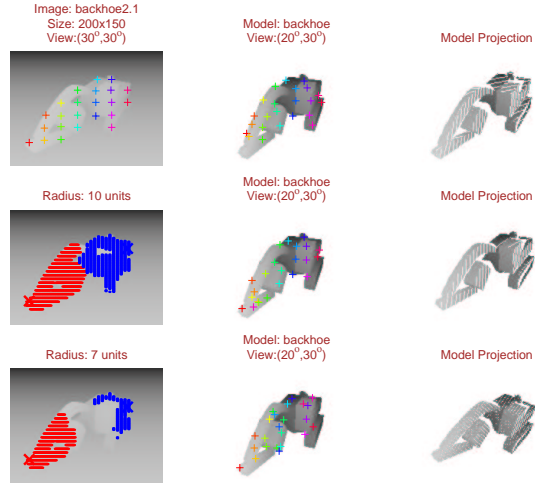 Image: backhoe2.1
Size: 200x150
View:(30°,30°)
Model: backhoe
View:(20°,30°)
Model Projection
Radius: 10 units
Model: backhoe
View:(20°,30°)
Model Projection
Radius: 7 units
Model: backhoe
View:(20°,30°)
Model Projection